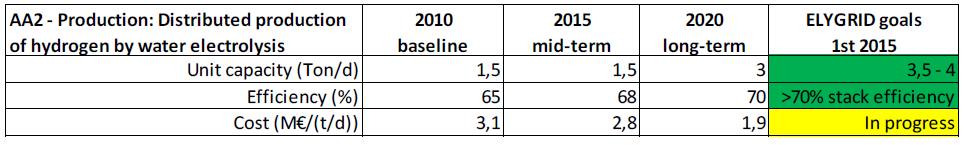 AA2 - Production: Distributed production of hydrogen by water electrolysis 2010 baseline 2015 mid-term 2020 long-term ELYGRID goals 1st 2015
Unit capacity (Ton/d) 1,5 1,5 3 3,5 - 4
Efficiency (%) 65 68 70 >70% stack efficiency
Cost (M€/(t/d)) 3,1 2,8 1,9 In progress